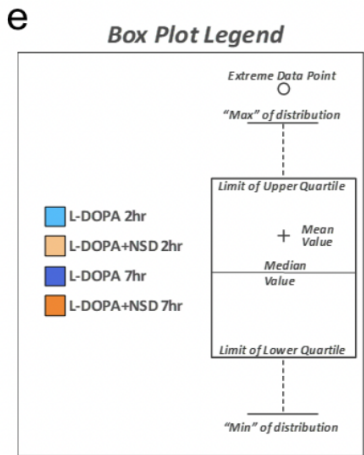 e
Box Plot Legend
Extreme Data Point
"Max" of distribution
Limit of Upper Quartile
L-DOPA 2hr
L-DOPA+NSD 2hr
L-DOPA 7hr
L-DOPA+NSD 7hr
Mean
Value
Median
Value
Limit of Lower Quartile
"Min" of distribution